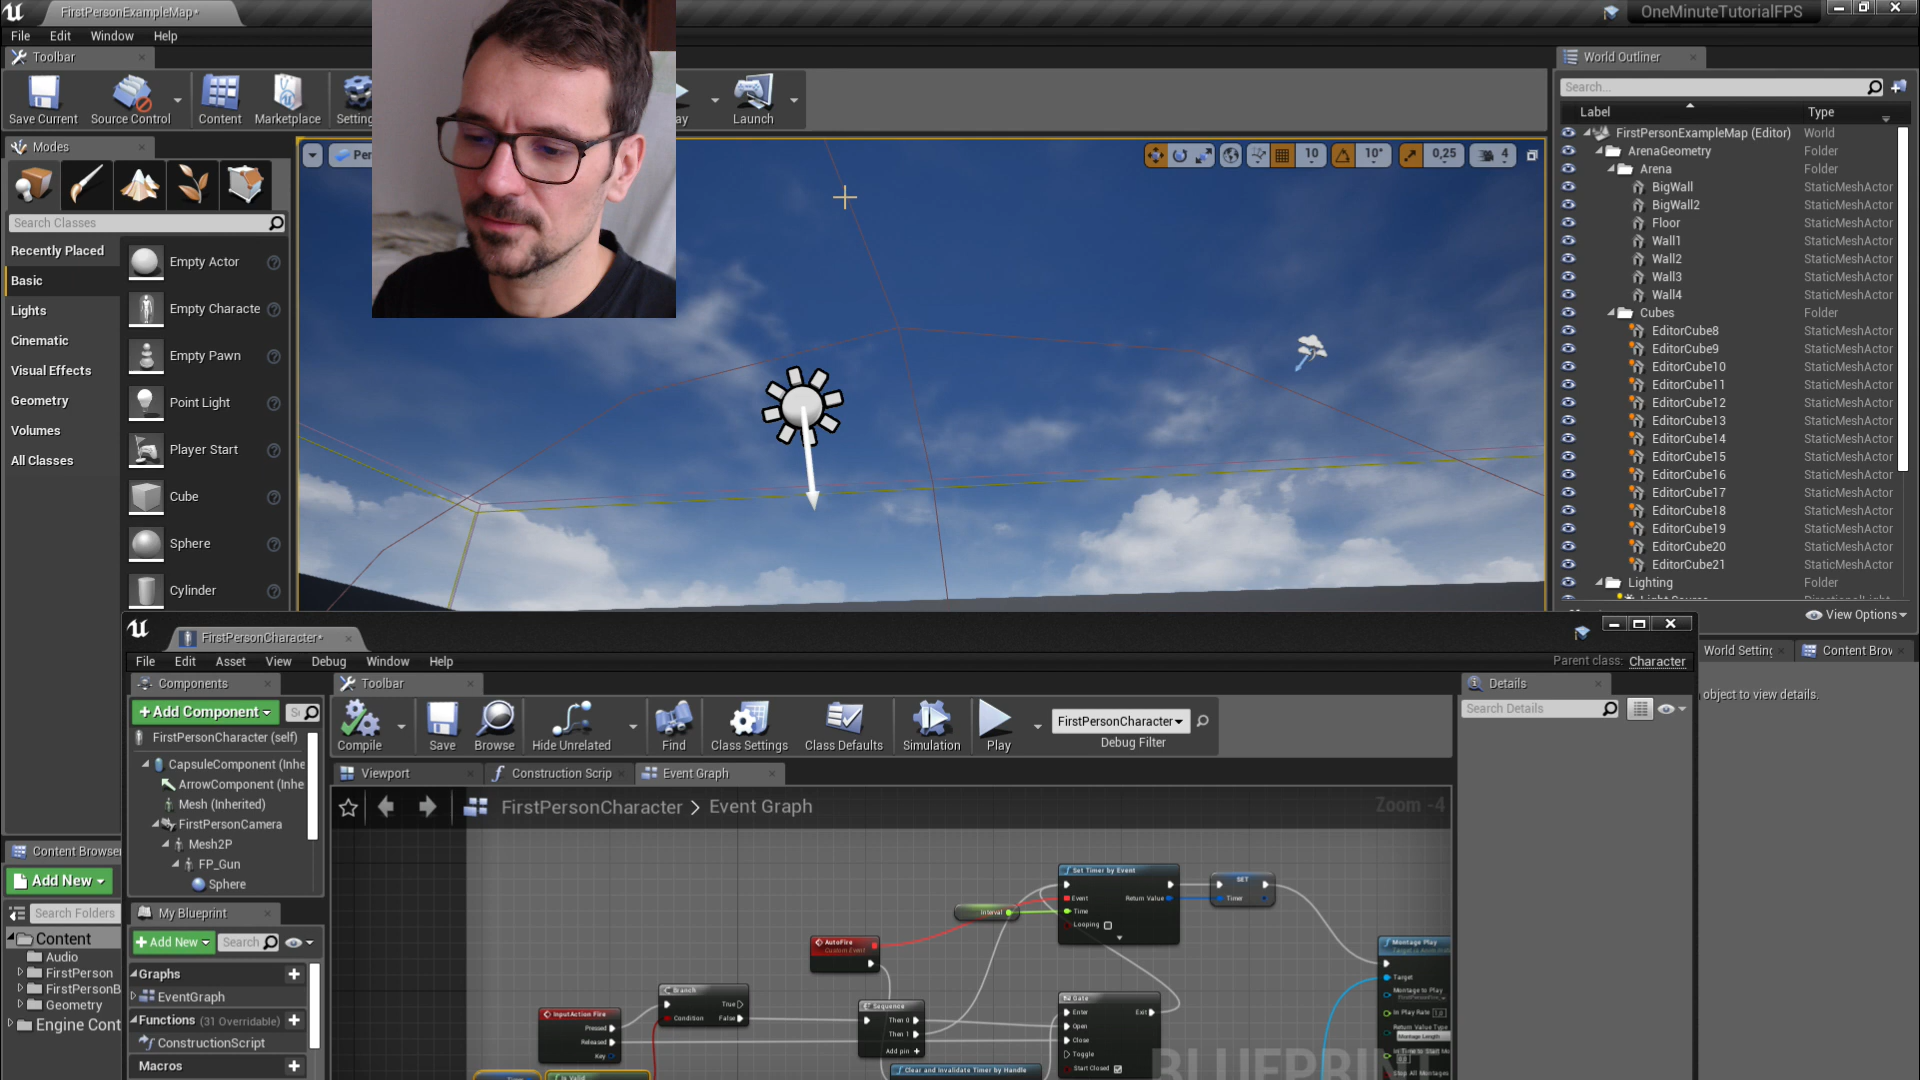 FirstPersonExampleMap*
OneMinuteTutorialFPS
File Edit Window Help
Toolbar
World Outliner
Save Current
Source Control
Content
Marketplace
Launch
Search...
Label
Type
Modes
10
10°
0,25
4
Search Classes
Recently Placed
Basic
Lights
Cinematic
Visual Effects
Geometry
Volumes
All Classes
Empty Actor
Empty Characte
Empty Pawn
Point Light
Player Start
Cube
Sphere
Cylinder
FirstPersonExampleMap (Editor) World
ArenaGeometry Folder
Arena Folder
BigWall StaticMeshActor
BigWall2 StaticMeshActor
Floor StaticMeshActor
Wall1 StaticMeshActor
Wall2 StaticMeshActor
Wall3 StaticMeshActor
Wall4 StaticMeshActor
Cubes Folder
EditorCube8 StaticMeshActor
EditorCube9 StaticMeshActor
EditorCube10 StaticMeshActor
EditorCube11 StaticMeshActor
EditorCube12 StaticMeshActor
EditorCube13 StaticMeshActor
EditorCube14 StaticMeshActor
EditorCube15 StaticMeshActor
EditorCube16 StaticMeshActor
EditorCube17 StaticMeshActor
EditorCube18 StaticMeshActor
EditorCube19 StaticMeshActor
EditorCube20 StaticMeshActor
EditorCube21 StaticMeshActor
Lighting Folder
View Options
World Setting
Content Brow
object to view details.
FirstPersonCharacter*
File Edit Asset View Debug Window Help
Parent class: Character
Components
Toolbar
Details
+Add Component
FirstPersonCharacter (self)
CapsuleComponent (Inhe
ArrowComponent (Inhe
Mesh (Inherited)
FirstPersonCamera
Mesh2P
FP_Gun
Sphere
Compile
Save
Browse
Hide Unrelated
Find
Class Settings
Class Defaults
Simulation
Play
FirstPersonCharacter
Debug Filter
Search Details
Viewport
Construction Scrip
Event Graph
FirstPersonCharacter > Event Graph
Zoom -4
My Blueprint
+Add New
Search
Graphs
EventGraph
Functions (31 Overridable)
ConstructionScript
Macros
Content Browser
Add New
Search Folders
Content
Audio
FirstPerson
FirstPersonB
Geometry
Engine Cont
Set Timer by Event
Event
Return Value
Time
Looping
Interval
SET
Timer
AutoFire
Custom Event
Branch
True
Condition
False
InputAction Fire
Pressed
Released
Key
Sequence
Then 0
Then 1
Add pin +
Gate
Enter
Exit
Open
Close
Toggle
Start Closed
Clear and Invalidate Timer by Handle
Is Valid
Montage Play
Target
Montage to Play
In Play Rate 1,0
Return Value Type
Montage Length
BLUEPRINT